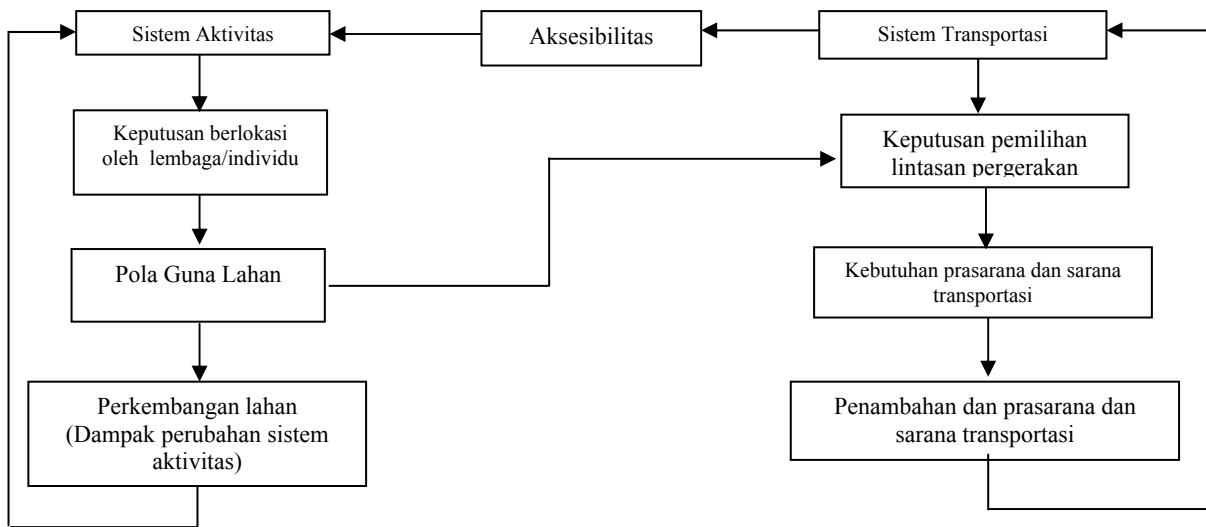 Sistem Aktivitas
Aksesibilitas
Sistem Transportasi
Keputusan berlokasi
oleh lembaga/individu
Keputusan pemilihan
lintasan pergerakan
Pola Guna Lahan
Kebutuhan prasarana dan sarana
transportasi
Perkembangan lahan
(Dampak perubahan sistem
aktivitas)
Penambahan dan prasarana dan
sarana transportasi